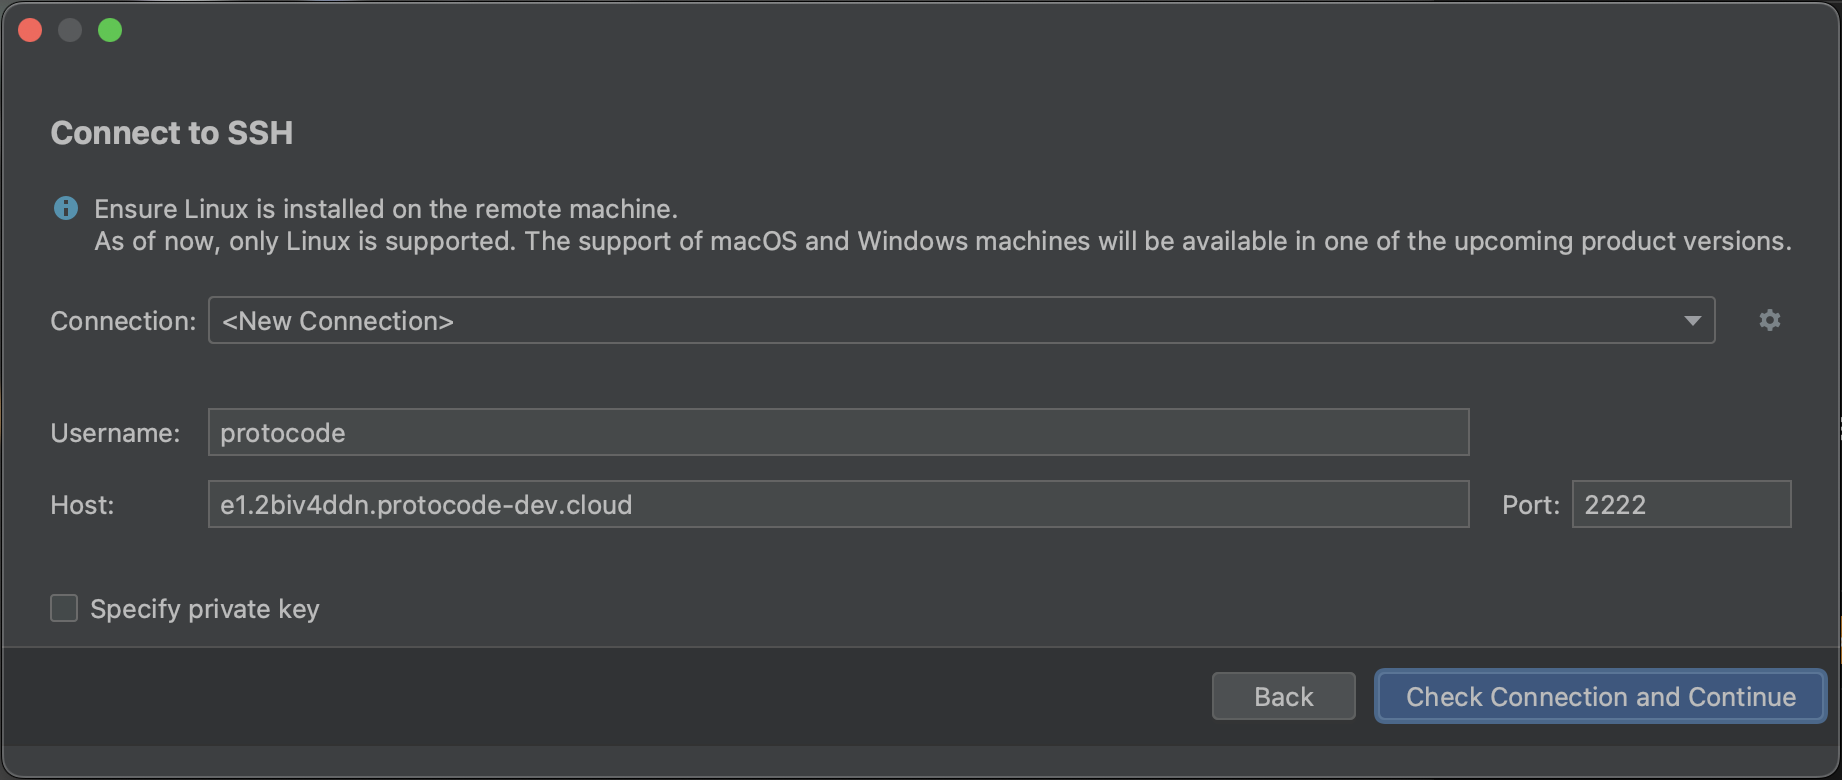 Connect to SSH
Ensure Linux is installed on the remote machine.
As of now, only Linux is supported. The support of macOS and Windows machines will be available in one of the upcoming product versions.
Connection: <New Connection>
Username: protocode
Host: e1.2biv4ddn.protocode-dev.cloud Port: 2222
Specify private key
Back Check Connection and Continue